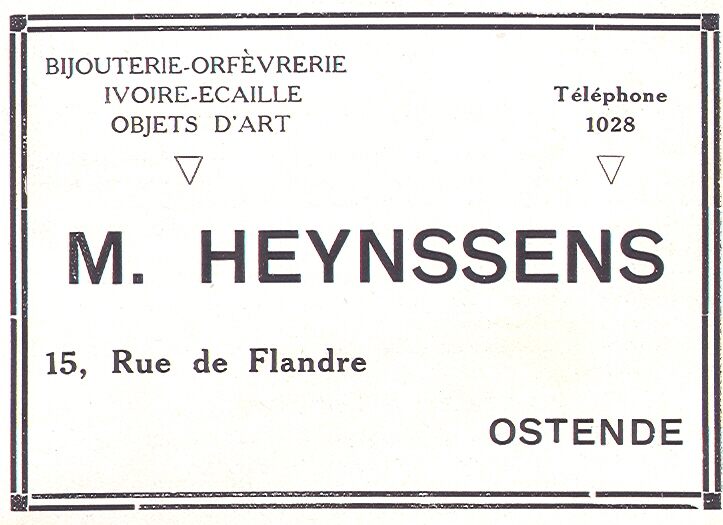 BIJOUTERIE-ORFÈVRERIE
IVOIRE-ECAILLE
OBJETS D'ART
Téléphone
1028
M. HEYNSSENS
15, Rue de Flandre
OSTENDE